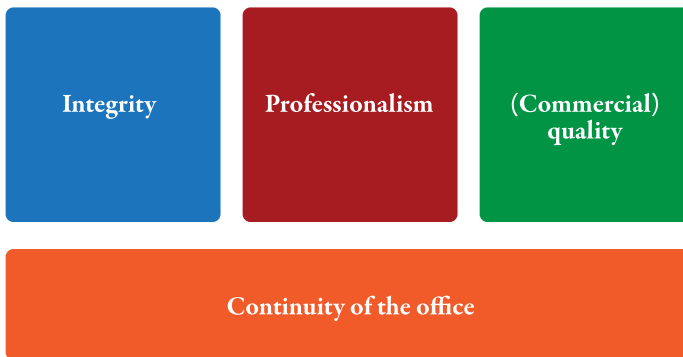 Integrity
Professionalism
(Commercial)
quality
Continuity of the office